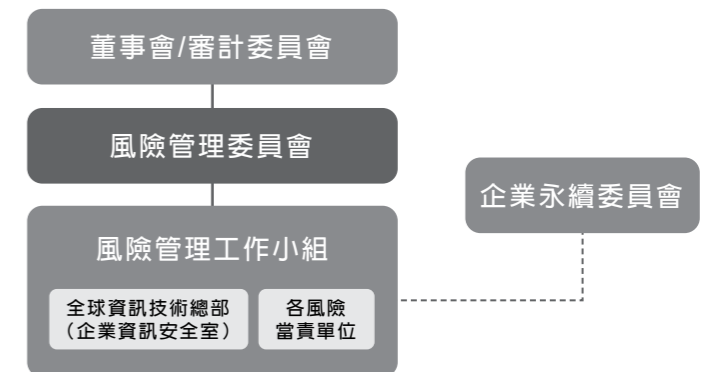 董事會/審計委員會
風險管理委員會
企業永續委員會
風險管理工作小組
全球資訊技術總部
（企業資訊安全室）
各風險
當責單位